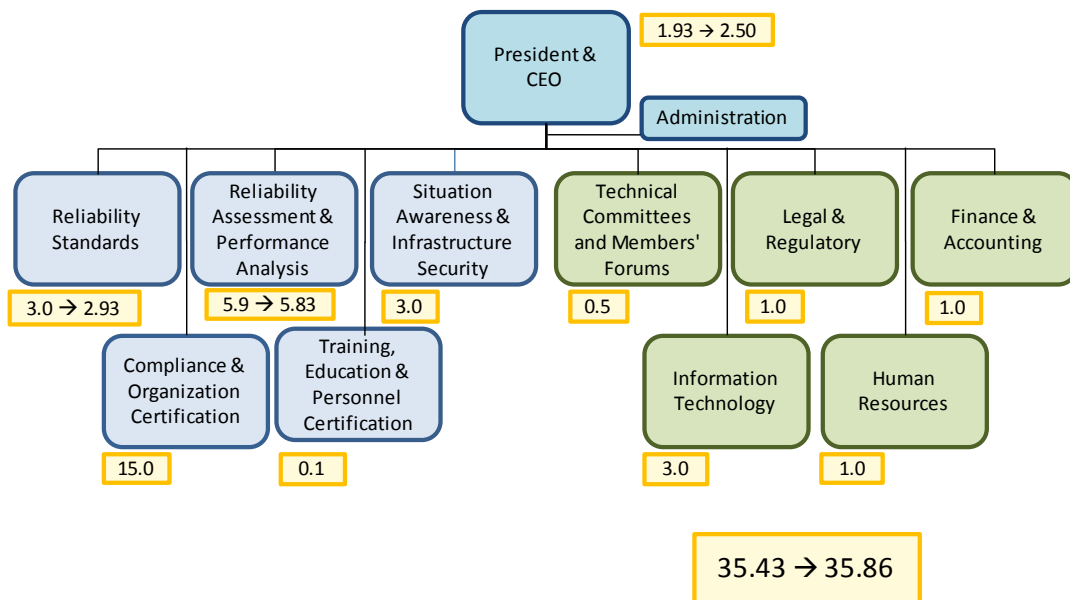 1.93 → 2.50
President &
CEO
Administration
Reliability
Standards
3.0 → 2.93
Reliability
Assessment &
Performance
Analysis
5.9 → 5.83
Situation
Awareness &
Infrastructure
Security
3.0
Technical
Committees
and Members'
Forums
0.5
Legal &
Regulatory
1.0
Finance &
Accounting
1.0
Compliance &
Organization
Certification
15.0
Training,
Education &
Personnel
Certification
0.1
Information
Technology
3.0
Human
Resources
1.0
35.43 → 35.86